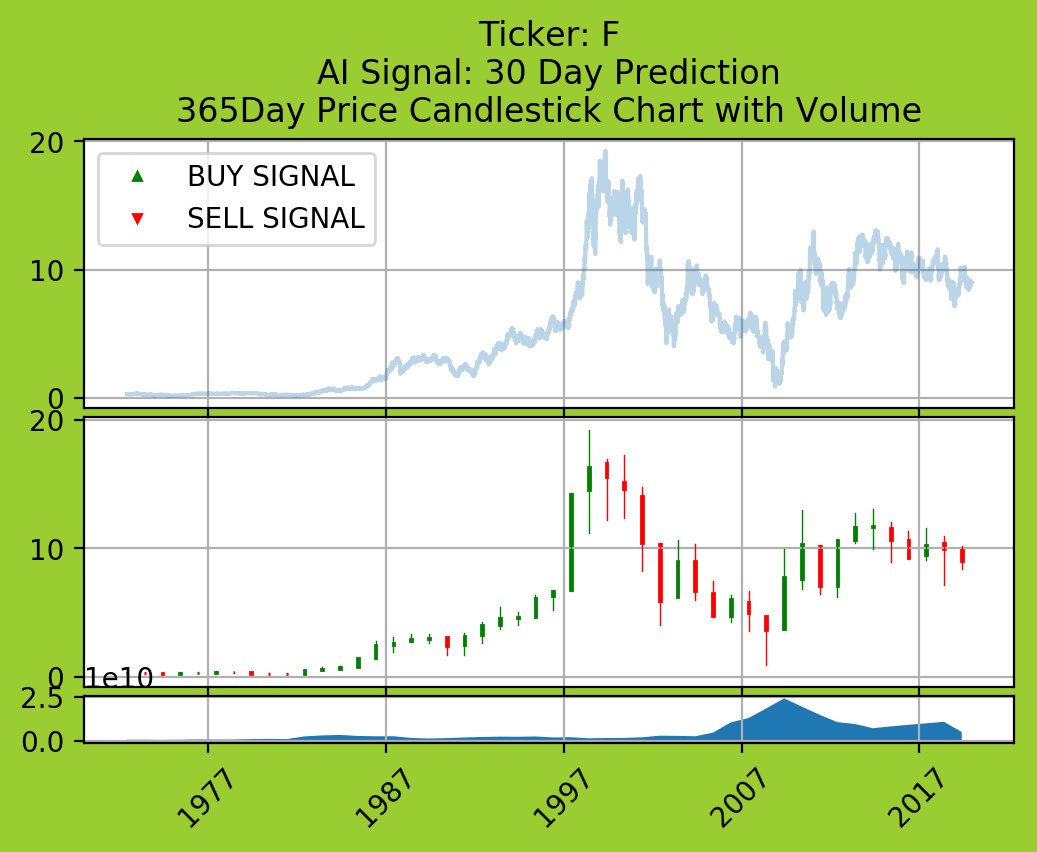 Ticker: F
AI Signal: 30 Day Prediction
365Day Price Candlestick Chart with Volume
20
BUY SIGNAL
SELL SIGNAL
10
0
20
10
0
1e10
2.5
0.0
1977 1987 1997 2007 2017